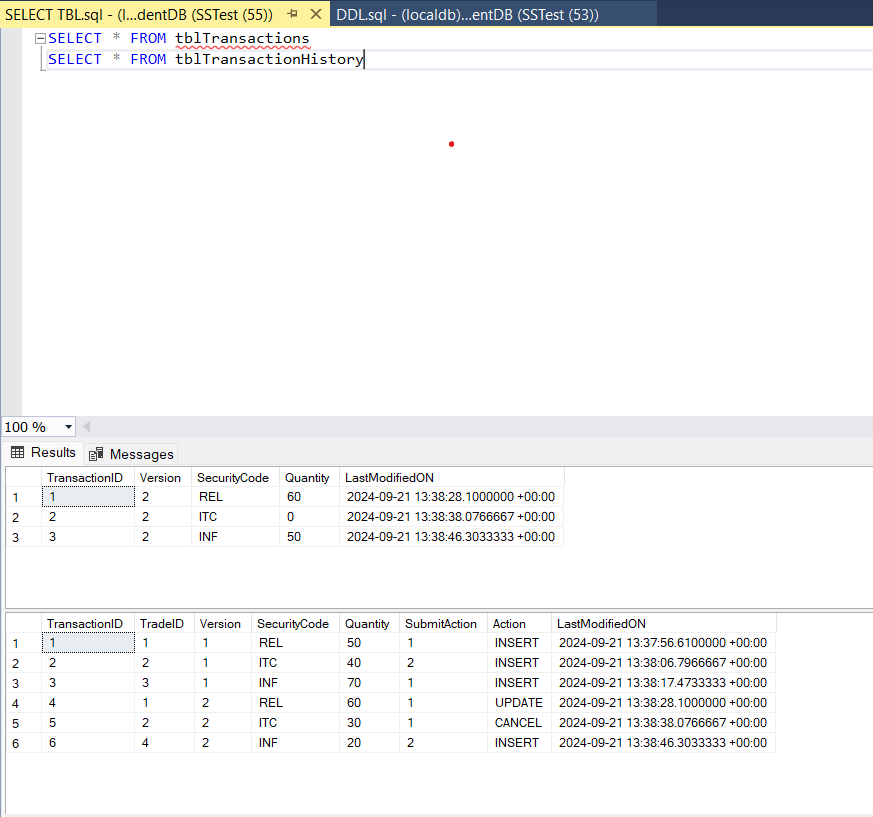 SELECT TBL.sql - (l...dentDB (SSTest (55)) DDL.sql - (localdb)...entDB (SSTest (53))
SELECT * FROM tblTransactions
SELECT * FROM tblTransactionHistory
100 %
Results Messages
TransactionID Version SecurityCode Quantity LastModifiedON
1 1 2 REL 60 2024-09-21 13:38:28.1000000 +00:00
2 2 2 ITC 0 2024-09-21 13:38:38.0766667 +00:00
3 3 2 INF 50 2024-09-21 13:38:46.3033333 +00:00
TransactionID TradeID Version SecurityCode Quantity SubmitAction Action LastModifiedON
1 1 1 1 REL 50 1 INSERT 2024-09-21 13:37:56.6100000 +00:00
2 2 2 1 ITC 40 2 INSERT 2024-09-21 13:38:06.7966667 +00:00
3 3 3 1 INF 70 1 INSERT 2024-09-21 13:38:17.4733333 +00:00
4 4 1 2 REL 60 1 UPDATE 2024-09-21 13:38:28.1000000 +00:00
5 5 2 2 ITC 30 1 CANCEL 2024-09-21 13:38:38.0766667 +00:00
6 6 4 2 INF 20 2 INSERT 2024-09-21 13:38:46.3033333 +00:00